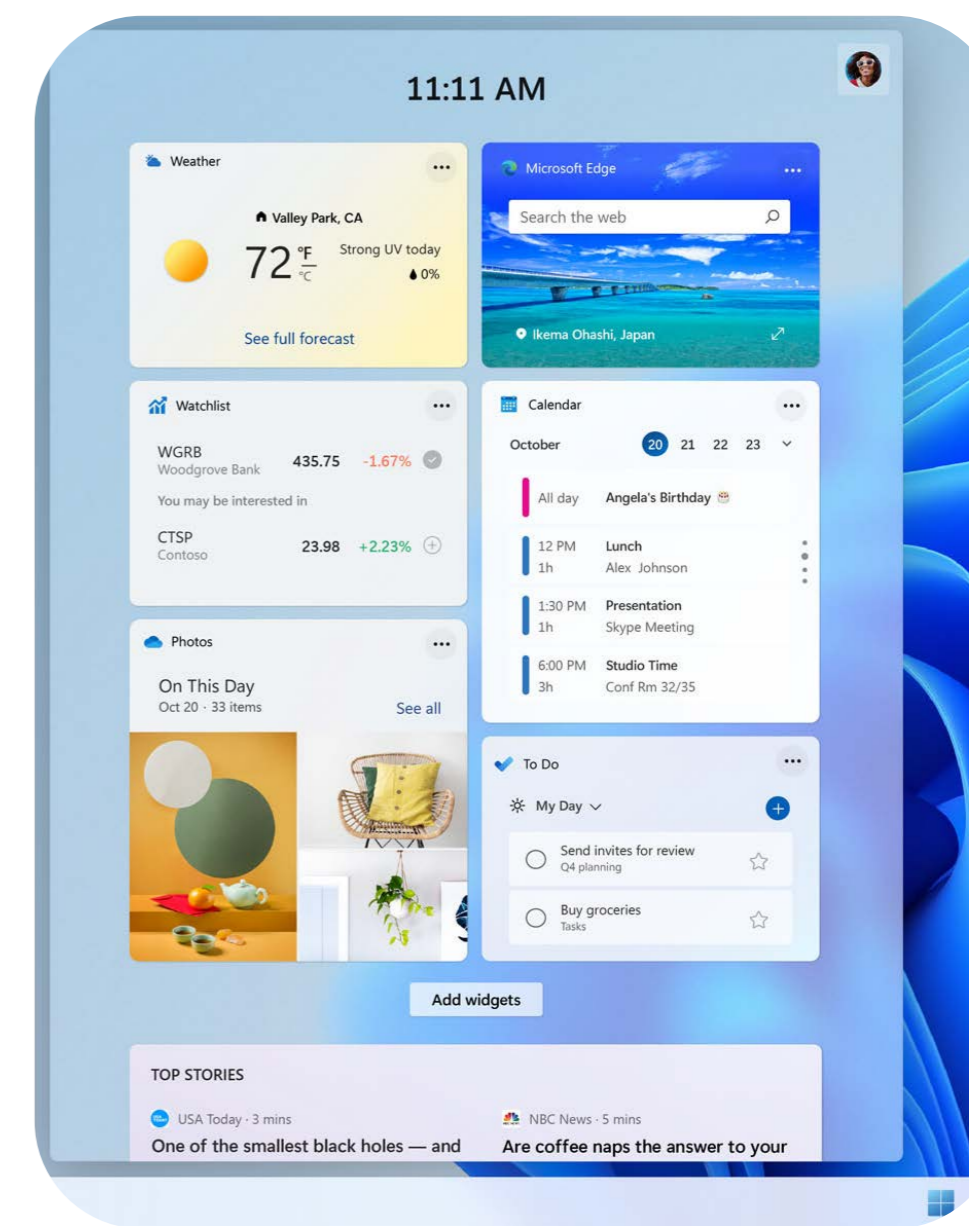 11:11 AM
Weather
Valley Park, CA
72 °F
°C
Strong UV today
0%
See full forecast
Microsoft Edge
Search the web
Ikema Ohashi, Japan
Watchlist
WGRB
Woodgrove Bank
435.75 -1.67%
You may be interested in
CTSP
Contoso
23.98 +2.23%
Calendar
October 20 21 22 23
All day Angela's Birthday
12 PM Lunch
1h Alex Johnson
1:30 PM Presentation
1h Skype Meeting
6:00 PM Studio Time
3h Conf Rm 32/35
Photos
On This Day
Oct 20 · 33 items
See all
To Do
My Day
Send invites for review
Q4 planning
Buy groceries
Tasks
Add widgets
TOP STORIES
USA Today · 3 mins
One of the smallest black holes — and
NBC News · 5 mins
Are coffee naps the answer to your